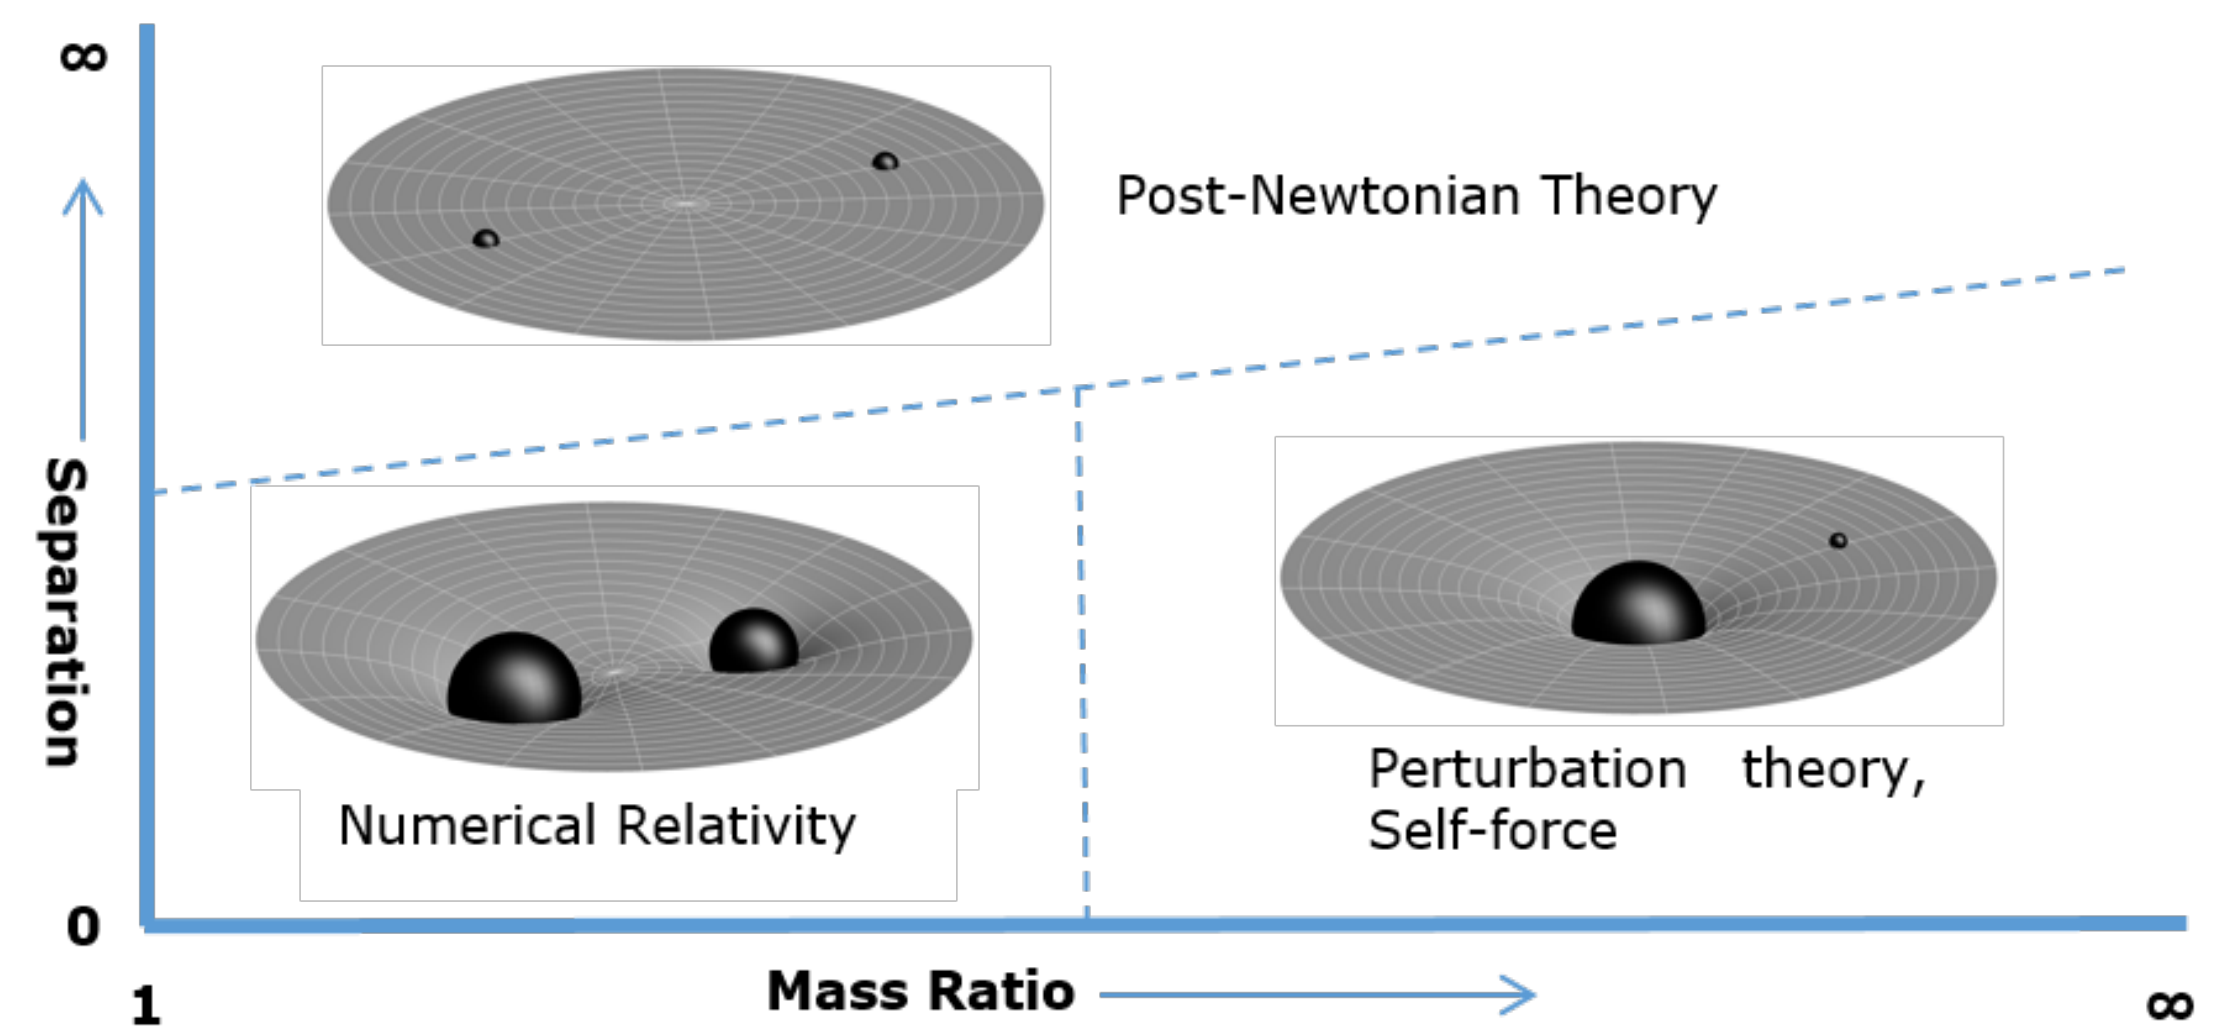 ∞
Post-Newtonian Theory
Separation
Numerical Relativity
Perturbation theory,
Self-force
0
1
Mass Ratio
∞